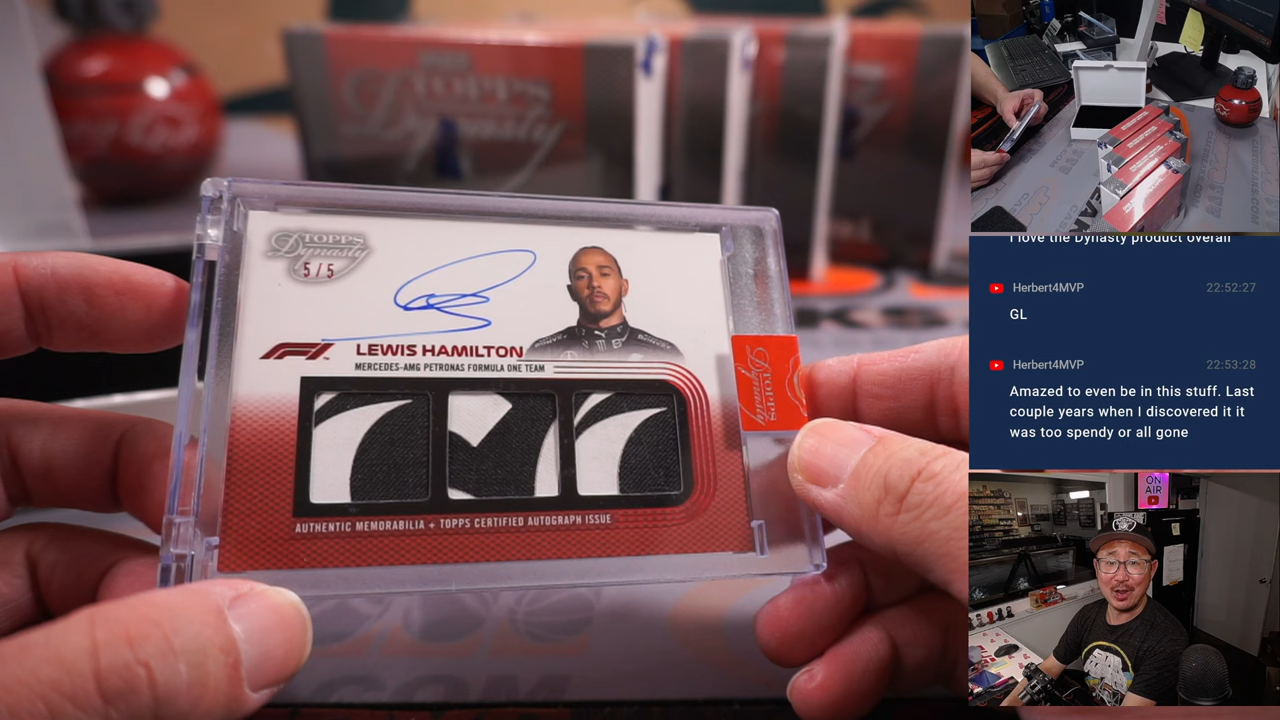 TOPPS
Dynasty
TOPPS
Dynasty
5/5
F1
LEWIS HAMILTON
MERCEDES-AMG PETRONAS FORMULA ONE TEAM
AUTHENTIC MEMORABILIA + TOPPS CERTIFIED AUTOGRAPH ISSUE
TOPPS
Dynasty
.COM
I love the Dynasty product overall
Herbert4MVP 22:52:27
GL
Herbert4MVP 22:53:28
Amazed to even be in this stuff. Last
couple years when I discovered it it
was too spendy or all gone
ON
AIR